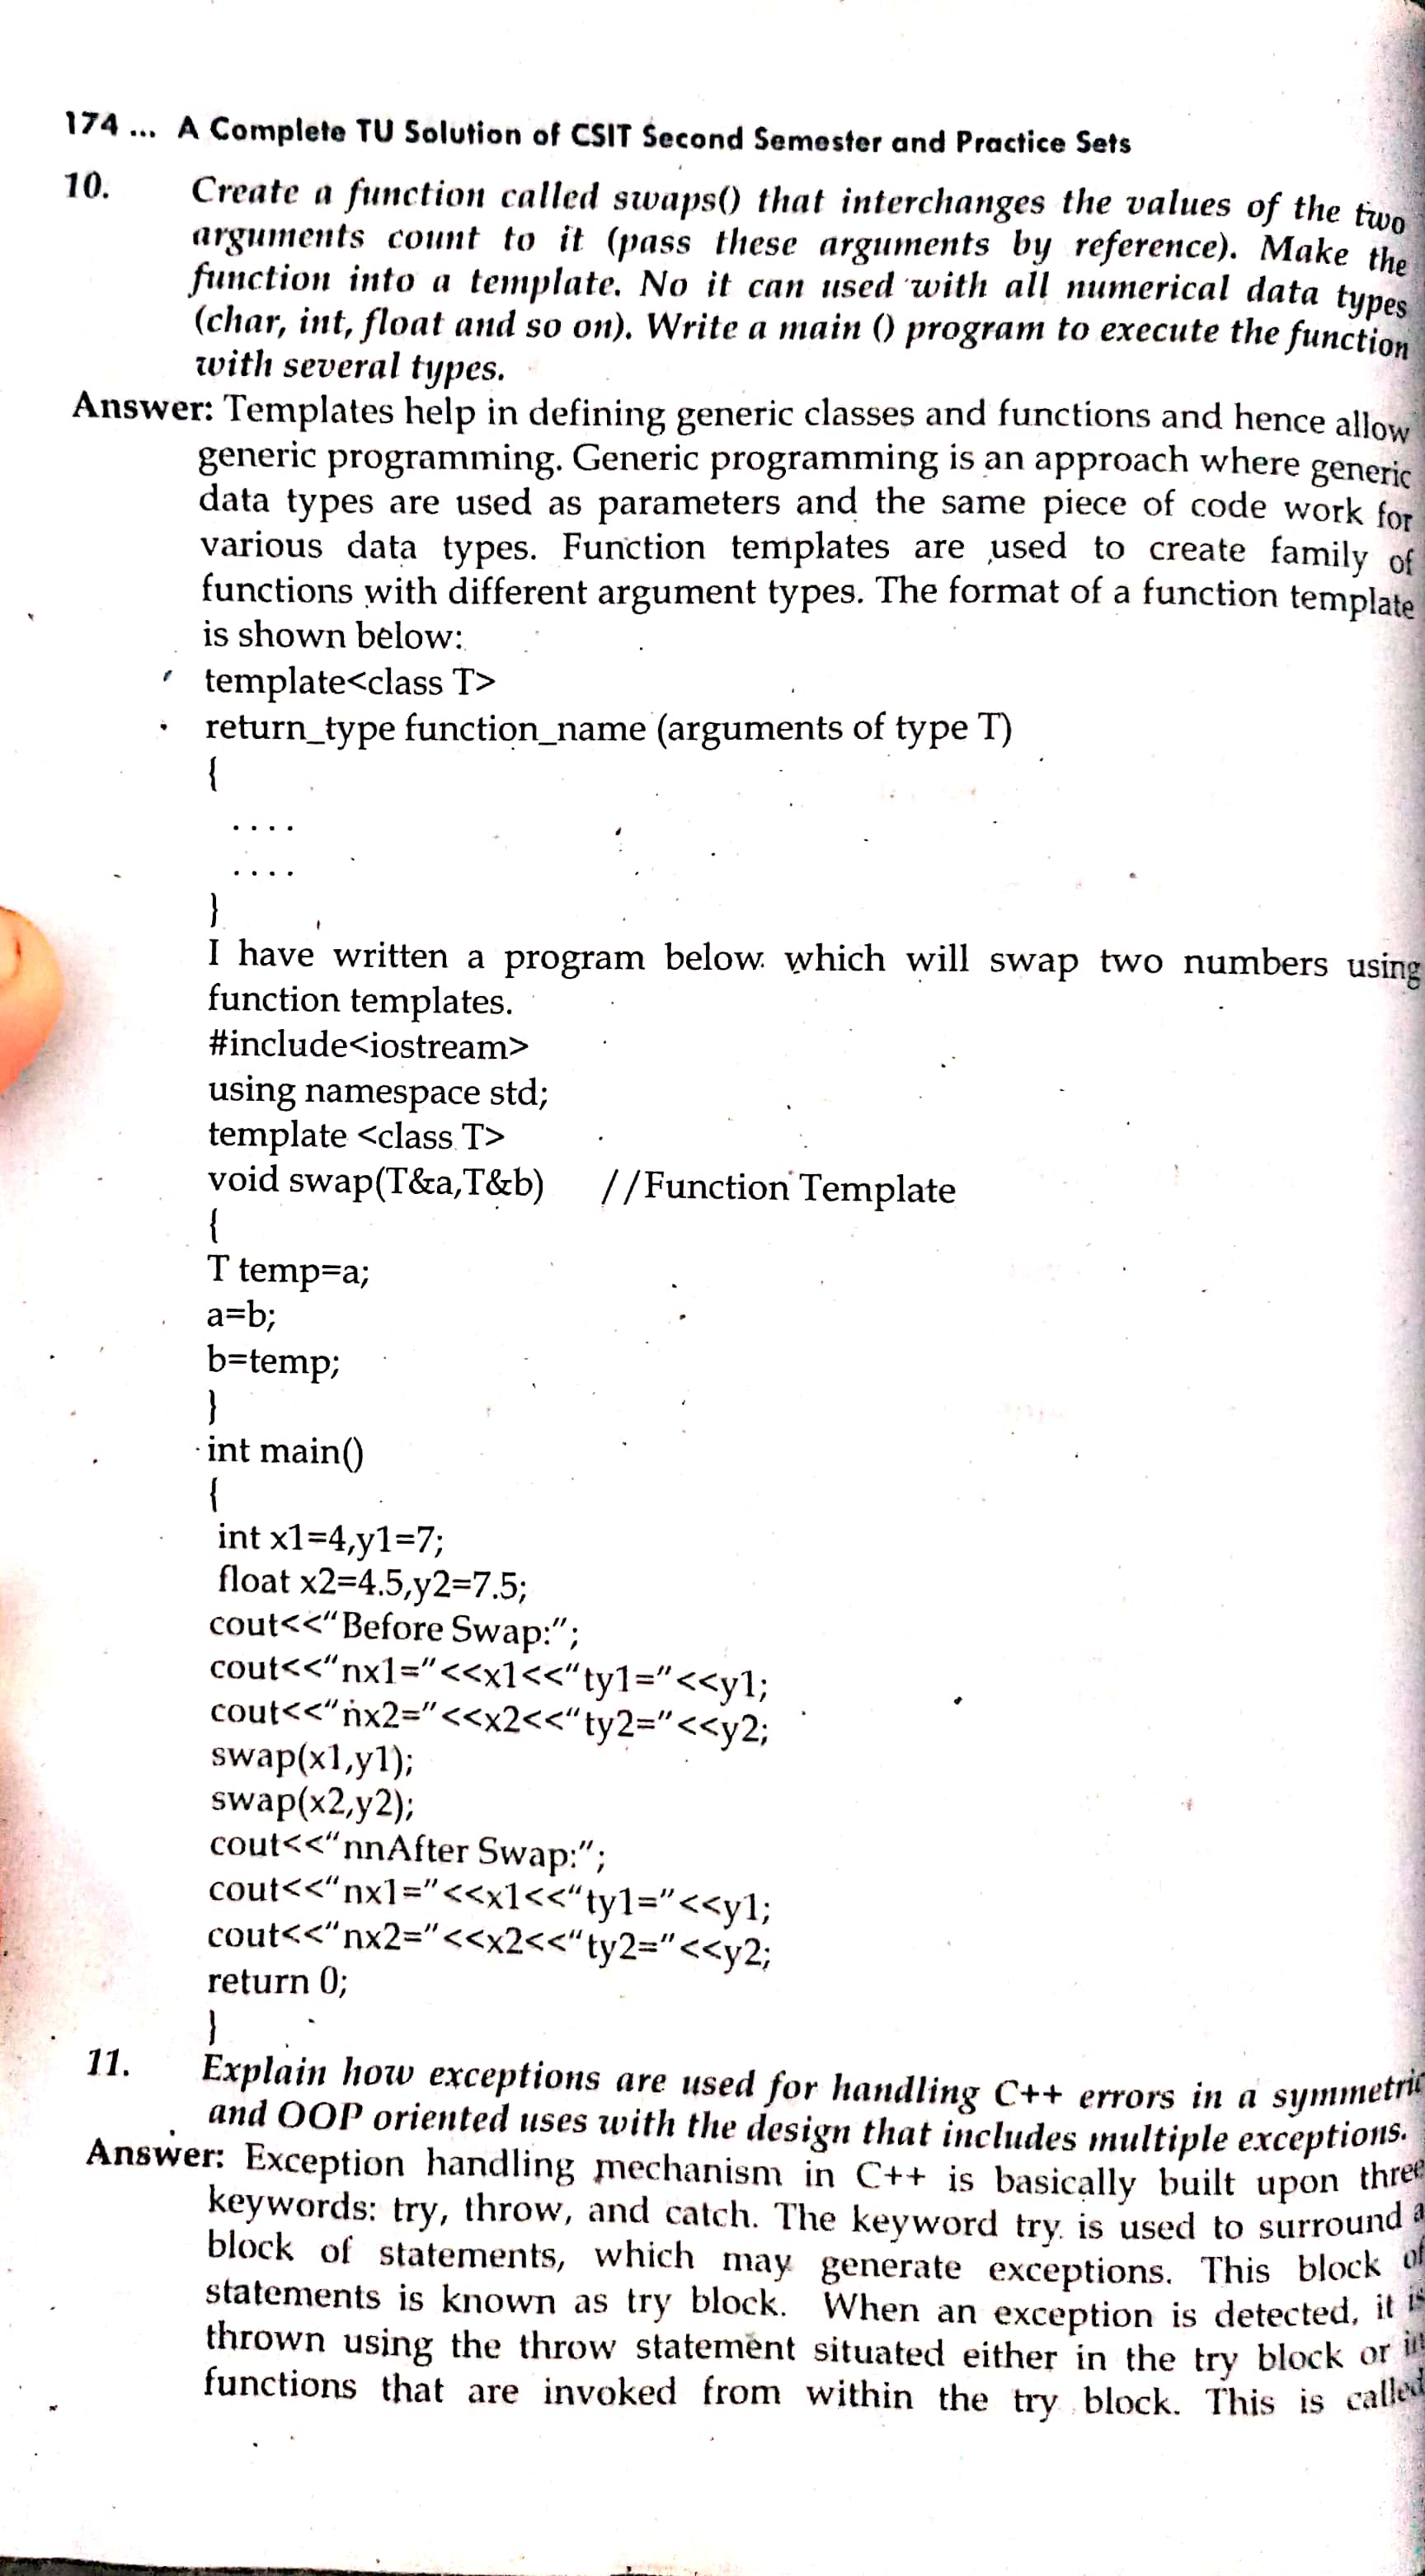 174 ... A Complete TU Solution of CSIT Second Semester and Practice Sets
10. Create a function called swaps() that interchanges the values of the two
arguments count to it (pass these arguments by reference). Make the
function into a template. No it can used with all numerical data types
(char, int, float and so on). Write a main () program to execute the function
with several types.
Answer: Templates help in defining generic classes and functions and hence allow
generic programming. Generic programming is an approach where generic
data types are used as parameters and the same piece of code work for
various data types. Function templates are used to create family of
functions with different argument types. The format of a function template
is shown below:
template<class T>
return_type function_name (arguments of type T)
{
....
....
}
I have written a program below which will swap two numbers using
function templates.
#include<iostream>
using namespace std;
template <class T>
void swap(T&a,T&b) //Function Template
{
T temp=a;
a=b;
b=temp;
}
int main()
{
int x1=4,y1=7;
float x2=4.5,y2=7.5;
cout<<“Before Swap:”;
cout<<“nx1=”<<x1<<“ty1=”<<y1;
cout<<“nx2=”<<x2<<“ty2=”<<y2;
swap(x1,y1);
swap(x2,y2);
cout<<“nnAfter Swap:”;
cout<<“nx1=”<<x1<<“ty1=”<<y1;
cout<<“nx2=”<<x2<<“ty2=”<<y2;
return 0;
}
11. Explain how exceptions are used for handling C++ errors in a symmetric
and OOP oriented uses with the design that includes multiple exceptions.
Answer: Exception handling mechanism in C++ is basically built upon three
keywords: try, throw, and catch. The keyword try is used to surround a
block of statements, which may generate exceptions. This block of
statements is known as try block. When an exception is detected, it is
thrown using the throw statement situated either in the try block or in
functions that are invoked from within the try block. This is called